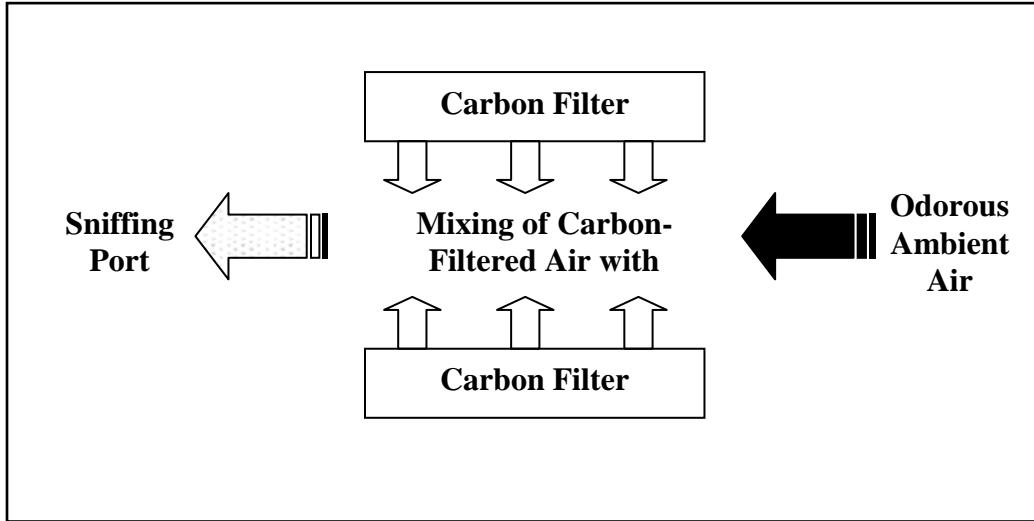 Carbon Filter
Sniffing
Port
Mixing of Carbon-
Filtered Air with
Odorous
Ambient
Air
Carbon Filter